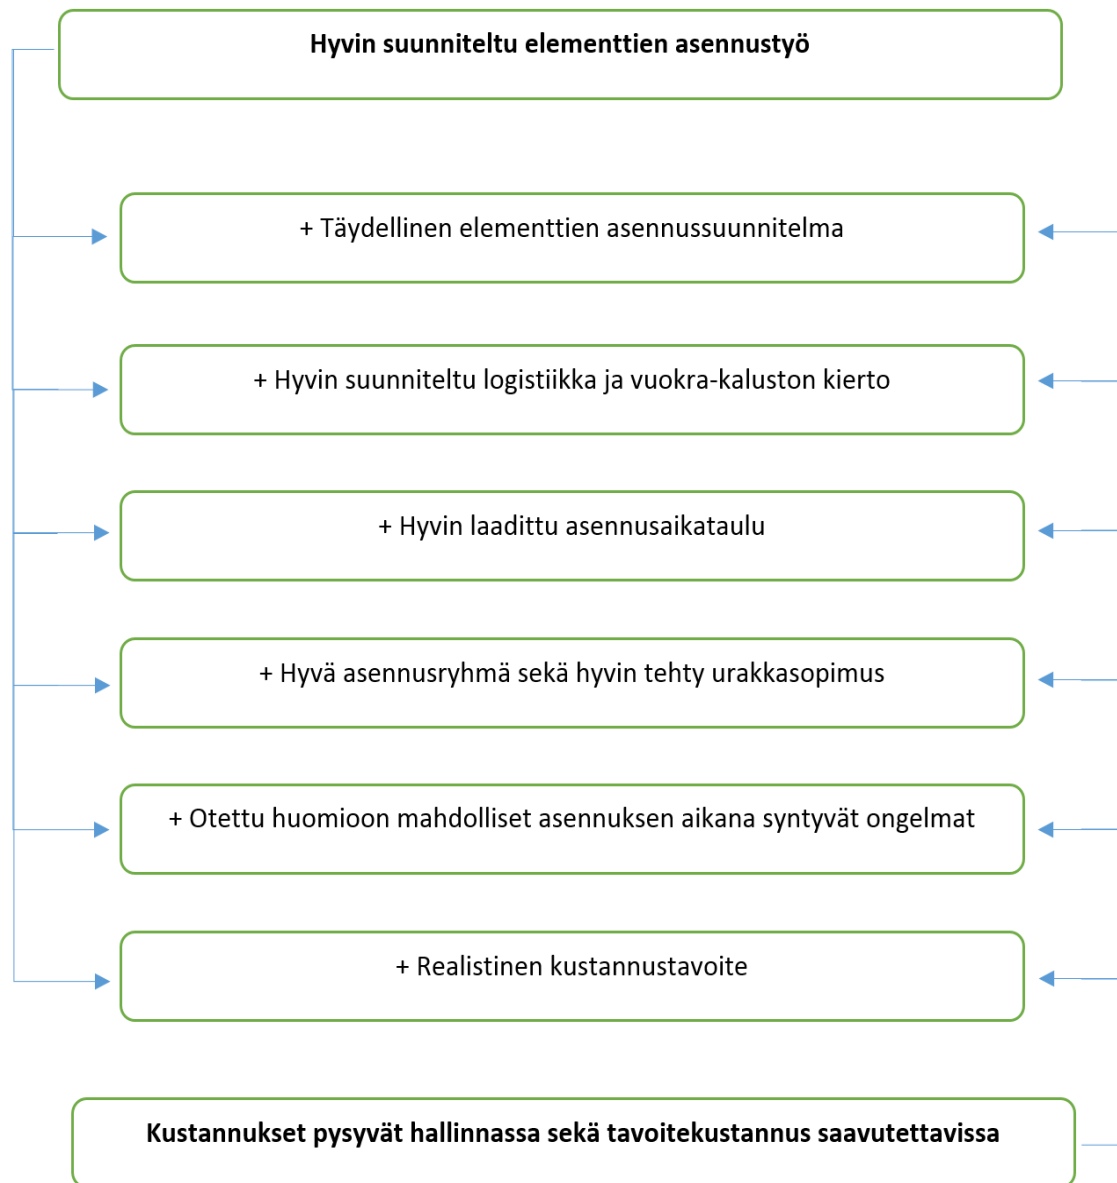 Hyvin suunniteltu elementtien asennustyö
+ Täydellinen elementtien asennussuunnitelma
+ Hyvin suunniteltu logistiikka ja vuokra-kaluston kierto
+ Hyvin laadittu asennusaikataulu
+ Hyvä asennusryhmä sekä hyvin tehty urakkasopimus
+ Otettu huomioon mahdolliset asennuksen aikana syntyvät ongelmat
+ Realistinen kustannustavoite
Kustannukset pysyvät hallinnassa sekä tavoitekustannus saavutettavissa